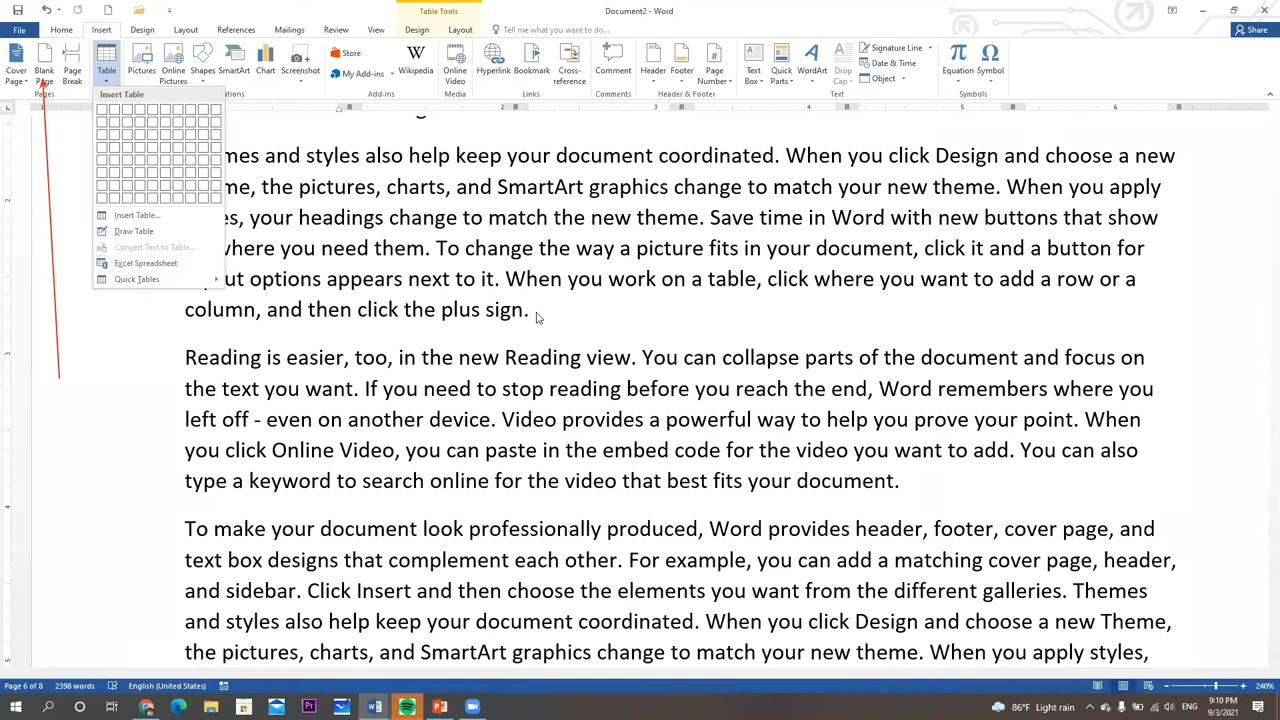 Table Tools
Document2 - Word
File Home Insert Design Layout References Mailings Review View Design Layout Tell me what you want to do... Share
Cover Page Blank Page Page Break Table Pictures Online Pictures Shapes SmartArt Chart Screenshot Store My Add-ins Wikipedia Online Video Hyperlink Bookmark Cross-reference Comment Header Footer Page Number Text Box Quick Parts WordArt Drop Cap Signature Line Date & Time Object Equation Symbol
Add-ins Media Links Comments Header & Footer Text Symbols
Insert Table
Insert Table...
Draw Table
Convert Text to Table...
Excel Spreadsheet
Quick Tables
mes and styles also help keep your document coordinated. When you click Design and choose a new
me, the pictures, charts, and SmartArt graphics change to match your new theme. When you apply
es, your headings change to match the new theme. Save time in Word with new buttons that show
where you need them. To change the way a picture fits in your document, click it and a button for
out options appears next to it. When you work on a table, click where you want to add a row or a
column, and then click the plus sign.
Reading is easier, too, in the new Reading view. You can collapse parts of the document and focus on
the text you want. If you need to stop reading before you reach the end, Word remembers where you
left off - even on another device. Video provides a powerful way to help you prove your point. When
you click Online Video, you can paste in the embed code for the video you want to add. You can also
type a keyword to search online for the video that best fits your document.
To make your document look professionally produced, Word provides header, footer, cover page, and
text box designs that complement each other. For example, you can add a matching cover page, header,
and sidebar. Click Insert and then choose the elements you want from the different galleries. Themes
and styles also help keep your document coordinated. When you click Design and choose a new Theme,
the pictures, charts, and SmartArt graphics change to match your new theme. When you apply styles,
Page 6 of 8 2398 words English (United States) 240%
86°F Light rain ENG 9:10 PM
9/3/2021